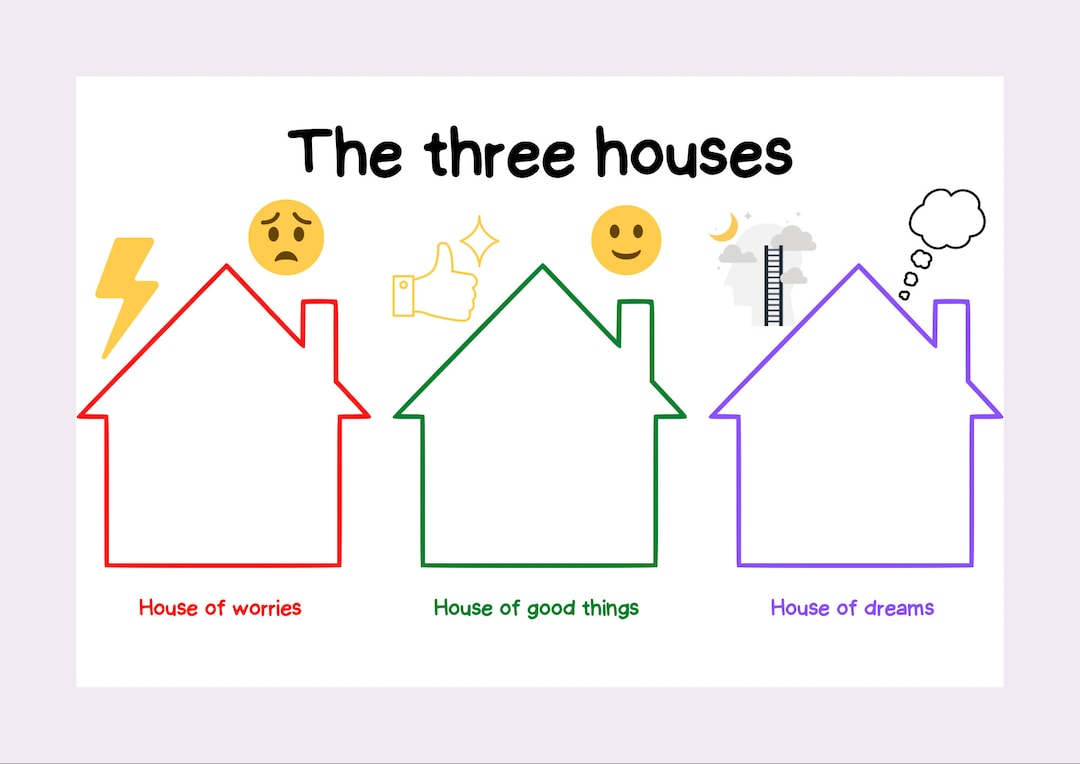 The three houses
House of worries
House of good things
House of dreams